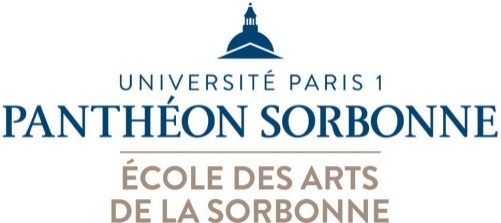 UNIVERSITÉ PARIS 1
PANTHÉON SORBONNE
ÉCOLE DES ARTS
DE LA SORBONNE